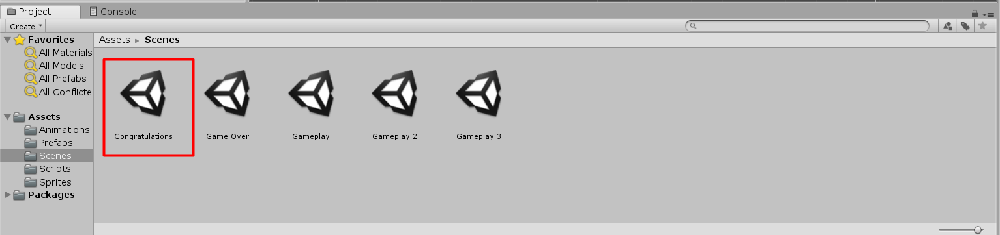 Project
Console
Create
Favorites
Assets ▸ Scenes
All Materials
All Models
All Prefabs
All Conflicte
Assets
Animations
Prefabs
Scenes
Scripts
Sprites
Packages
Congratulations
Game Over
Gameplay
Gameplay 2
Gameplay 3